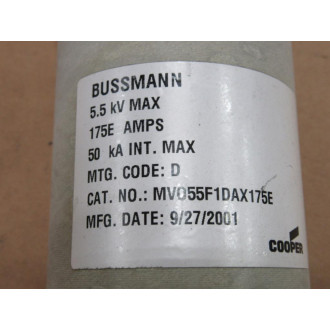 BUSSMANN
5.5 kV MAX
175E AMPS
50 kA INT. MAX
MTG. CODE: D
CAT. NO.: MV055F1DAX175E
MFG. DATE: 9/27/2001
COOPER